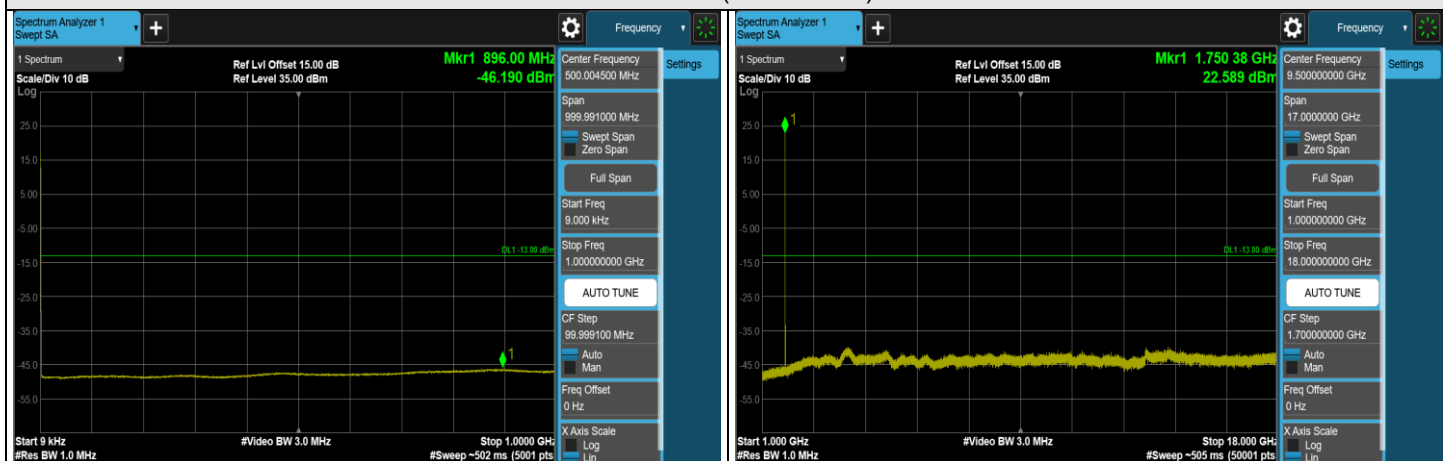 Spectrum Analyzer 1
Swept SA
+
Frequency
1 Spectrum
Scale/Div 10 dB
Log
Ref Lvl Offset 15.00 dB
Ref Level 35.00 dBm
Mkr1 896.00 MHz
-46.190 dBm
25.0
15.0
5.00
-5.00
-15.0
-25.0
-35.0
-45.0
-55.0
DL1 -13.00 dBm
1
Start 9 kHz
#Res BW 1.0 MHz
#Video BW 3.0 MHz
Stop 1.0000 GHz
#Sweep ~502 ms (5001 pts
Center Frequency
500.004500 MHz
Span
999.991000 MHz
Swept Span
Zero Span
Full Span
Start Freq
9.000 kHz
Stop Freq
1.000000000 GHz
AUTO TUNE
CF Step
99.999100 MHz
Auto
Man
Freq Offset
0 Hz
X Axis Scale
Log
Lin
Settings
Spectrum Analyzer 1
Swept SA
+
Frequency
1 Spectrum
Scale/Div 10 dB
Log
Ref Lvl Offset 15.00 dB
Ref Level 35.00 dBm
Mkr1 1.750 38 GHz
22.589 dBm
25.0
15.0
5.00
-5.00
-15.0
-25.0
-35.0
-45.0
-55.0
1
DL1 -13.00 dBm
Start 1.000 GHz
#Res BW 1.0 MHz
#Video BW 3.0 MHz
Stop 18.000 GHz
#Sweep ~505 ms (50001 pts
Center Frequency
9.500000000 GHz
Span
17.0000000 GHz
Swept Span
Zero Span
Full Span
Start Freq
1.000000000 GHz
Stop Freq
18.000000000 GHz
AUTO TUNE
CF Step
1.700000000 GHz
Auto
Man
Freq Offset
0 Hz
X Axis Scale
Log
Lin
Settings